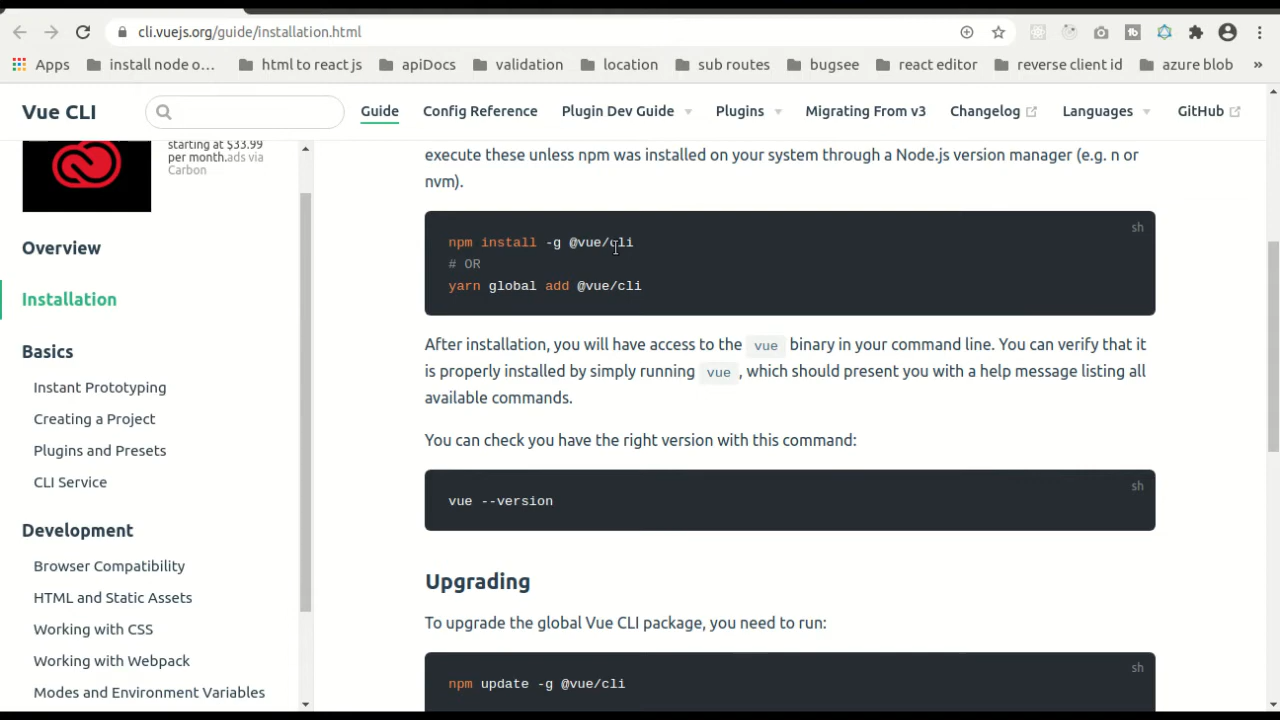 cli.vuejs.org/guide/installation.html
Apps install node o... html to react js apiDocs validation location sub routes bugsee react editor reverse client id azure blob »
Vue CLI Guide Config Reference Plugin Dev Guide Plugins Migrating From v3 Changelog Languages GitHub
starting at $33.99
per month.ads via
Carbon
Overview
Installation
Basics
Instant Prototyping
Creating a Project
Plugins and Presets
CLI Service
Development
Browser Compatibility
HTML and Static Assets
Working with CSS
Working with Webpack
Modes and Environment Variables
execute these unless npm was installed on your system through a Node.js version manager (e.g. n or
nvm).
sh
npm install -g @vue/cli
# OR
yarn global add @vue/cli
After installation, you will have access to the vue binary in your command line. You can verify that it
is properly installed by simply running vue , which should present you with a help message listing all
available commands.
You can check you have the right version with this command:
sh
vue --version
Upgrading
To upgrade the global Vue CLI package, you need to run:
sh
npm update -g @vue/cli